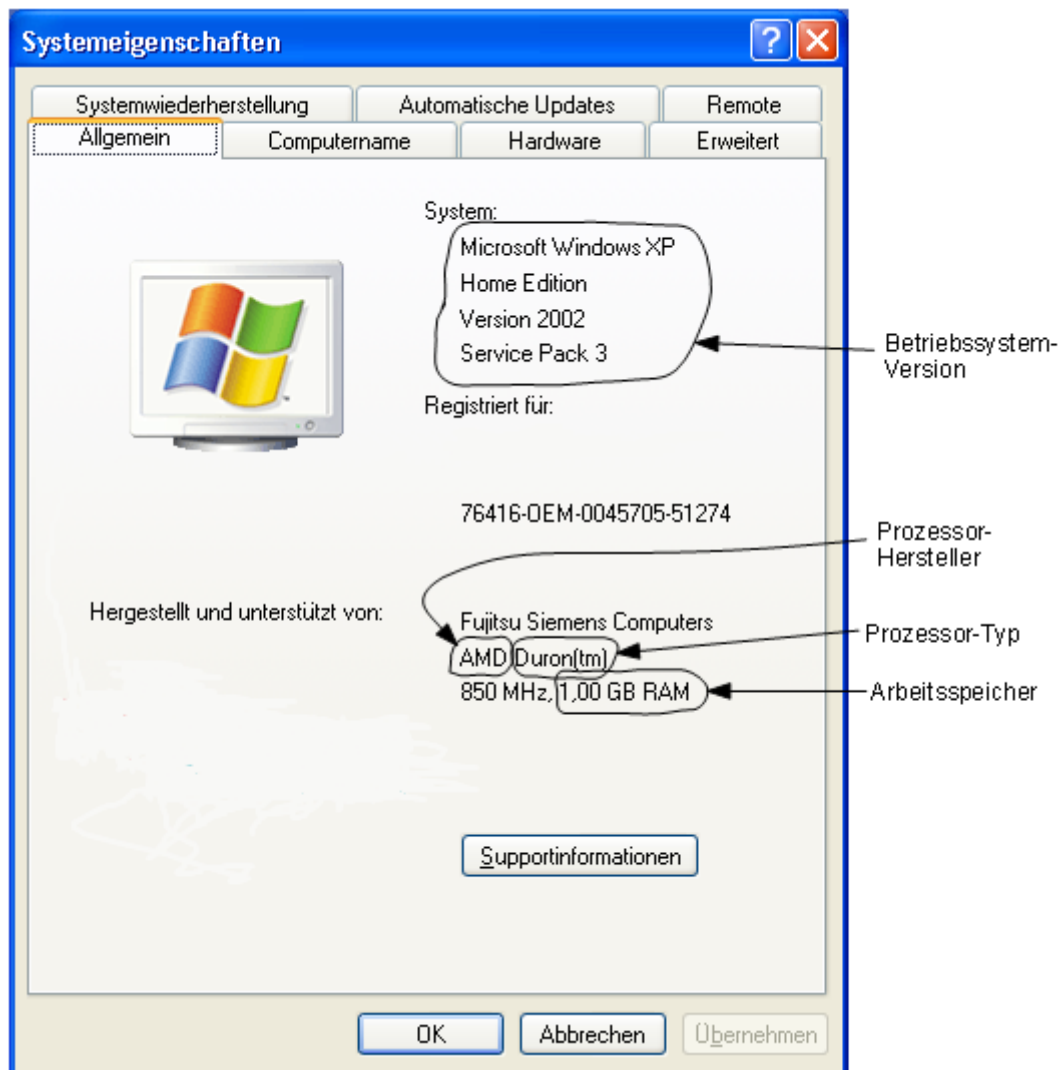 Systemeigenschaften
Systemwiederherstellung Automatische Updates Remote
Allgemein Computername Hardware Erweitert
System:
Microsoft Windows XP
Home Edition
Version 2002
Service Pack 3
Betriebssystem-
Version
Registriert für:
76416-OEM-0045705-51274
Prozessor-
Hersteller
Hergestellt und unterstützt von:
Fujitsu Siemens Computers
AMD Duron(tm)
Prozessor-Typ
850 MHz, 1,00 GB RAM
Arbeitsspeicher
Supportinformationen
OK Abbrechen Übernehmen